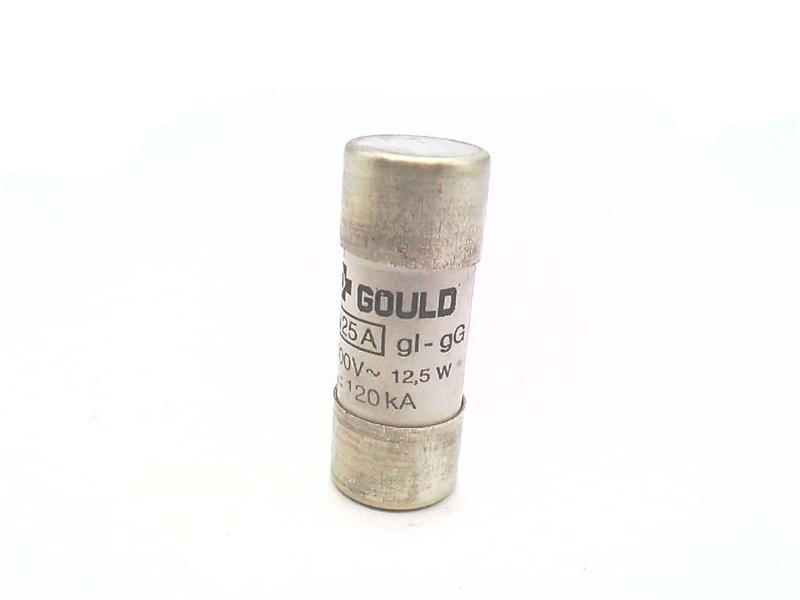 GOULD
25A gI-gG
00V~ 12,5 W
120 kA